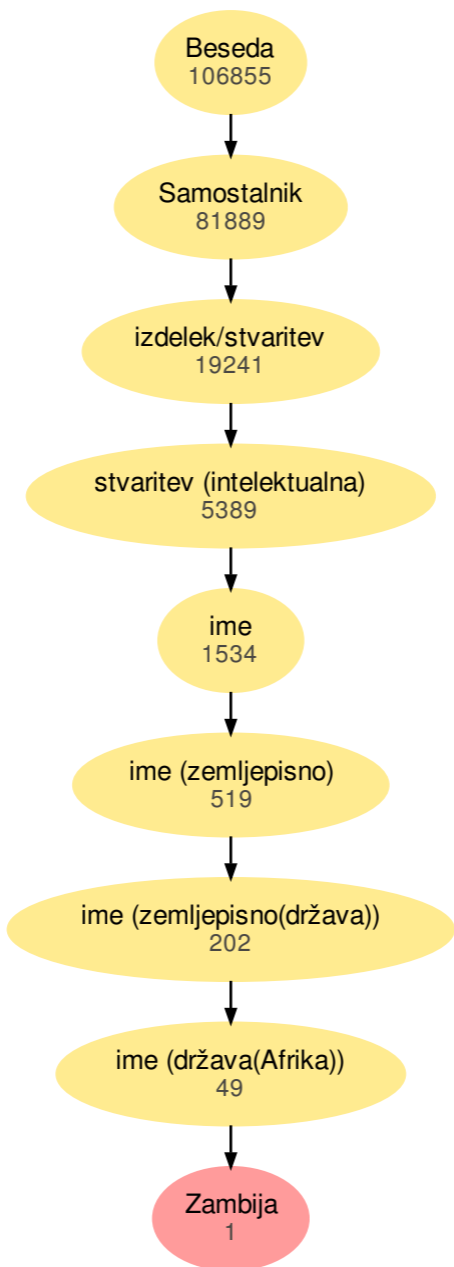 Beseda
106855
Samostalnik
81889
izdelek/stvaritev
19241
stvaritev (intelektualna)
5389
ime
1534
ime (zemljepisno)
519
ime (zemljepisno(država))
202
ime (država(Afrika))
49
Zambija
1